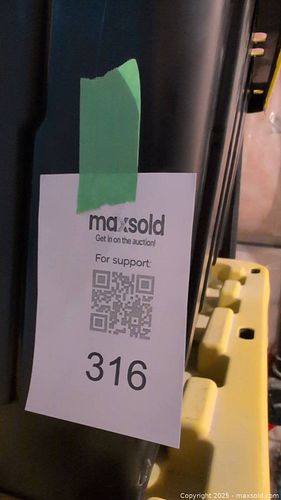 maxsold
Get in on the auction!
For support:
316
Copyright 2025 - maxsold.com